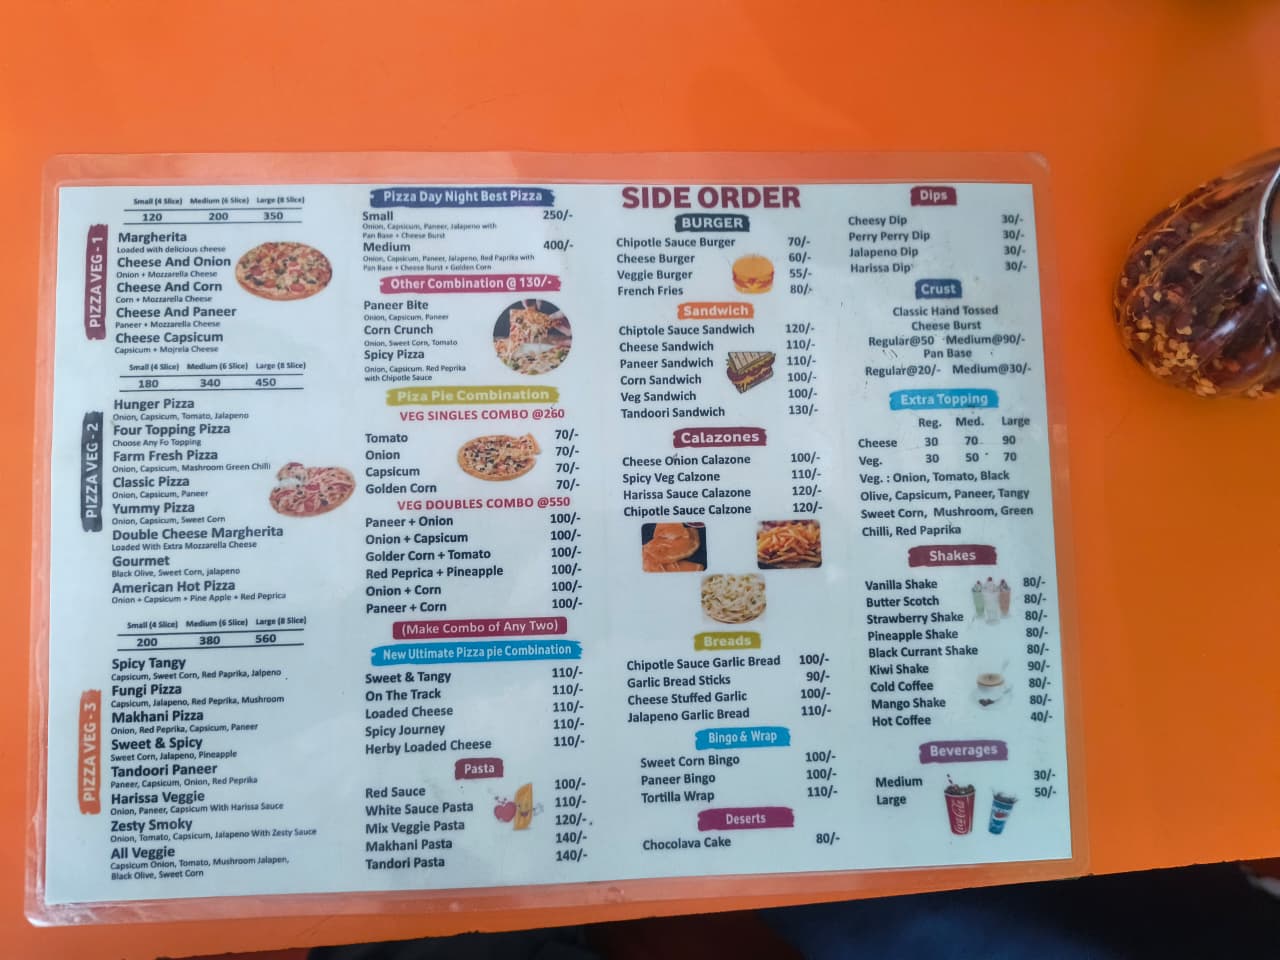 PIZZA VEG - 1
Small (4 Slice) Medium (6 Slice) Large (8 Slice)
120 200 350
Margherita
Loaded with delicious cheese
Cheese And Onion
Onion + Mozzarella Cheese
Cheese And Corn
Corn + Mozzarella Cheese
Cheese And Paneer
Paneer + Mozzarella Cheese
Cheese Capsicum
Capsicum + Mojrela Cheese
PIZZA VEG - 2
Small (4 Slice) Medium (6 Slice) Large (8 Slice)
180 340 450
Hunger Pizza
Onion, Capsicum, Tomato, Jalapeno
Four Topping Pizza
Choose Any Fo Topping
Farm Fresh Pizza
Onion, Capsicum, Mashroom Green Chilli
Classic Pizza
Onion, Capsicum, Paneer
Yummy Pizza
Onion, Capsicum, Sweet Corn
Double Cheese Margherita
Loaded With Extra Mozzarella Cheese
Gourmet
Black Olive, Sweet Corn, jalapeno
American Hot Pizza
Onion + Capsicum + Pine Apple + Red Peprica
PIZZA VEG - 3
Small (4 Slice) Medium (6 Slice) Large (8 Slice)
200 380 560
Spicy Tangy
Capsicum, Sweet Corn, Red Paprika, Jalpeno
Fungi Pizza
Capsicum, Jalapeno, Red Peprika, Mushroom
Makhani Pizza
Onion, Red Peprika, Capsicum, Paneer
Sweet & Spicy
Sweet Corn, Jalapeno, Pineapple
Tandoori Paneer
Paneer, Capsicum, Onion, Red Peprika
Harissa Veggie
Onion, Paneer, Capsicum With Harissa Sauce
Zesty Smoky
Onion, Tomato, Capsicum, Jalapeno With Zesty Sauce
All Veggie
Capsicum Onion, Tomato, Mushroom Jalapen,
Black Olive, Sweet Corn
Pizza Day Night Best Pizza
Small 250/-
Onion, Capsicum, Paneer, Jalapeno with
Pan Base + Cheese Burst
Medium 400/-
Onion, Capsicum, Paneer, Jalapeno, Red Paprika with
Pan Base + Cheese Burst + Golden Corn
Other Combination @ 130/-
Paneer Bite
Onion, Capsicum, Paneer
Corn Crunch
Onion, Sweet Corn, Tomato
Spicy Pizza
Onion, Capsicum. Red Peprika
with Chipotle Sauce
Piza Pie Combination
VEG SINGLES COMBO @260
Tomato 70/-
Onion 70/-
Capsicum 70/-
Golden Corn 70/-
VEG DOUBLES COMBO @550
Paneer + Onion 100/-
Onion + Capsicum 100/-
Golder Corn + Tomato 100/-
Red Peprica + Pineapple 100/-
Onion + Corn 100/-
Paneer + Corn 100/-
(Make Combo of Any Two)
New Ultimate Pizza pie Combination
Sweet & Tangy 110/-
On The Track 110/-
Loaded Cheese 110/-
Spicy Journey 110/-
Herby Loaded Cheese 110/-
Pasta
Red Sauce 100/-
White Sauce Pasta 110/-
Mix Veggie Pasta 120/-
Makhani Pasta 140/-
Tandori Pasta 140/-
SIDE ORDER
BURGER
Chipotle Sauce Burger 70/-
Cheese Burger 60/-
Veggie Burger 55/-
French Fries 80/-
Sandwich
Chiptole Sauce Sandwich 120/-
Cheese Sandwich 110/-
Paneer Sandwich 110/-
Corn Sandwich 100/-
Veg Sandwich 100/-
Tandoori Sandwich 130/-
Calazones
Cheese Onion Calazone 100/-
Spicy Veg Calzone 110/-
Harissa Sauce Calazone 120/-
Chipotle Sauce Calzone 120/-
Breads
Chipotle Sauce Garlic Bread 100/-
Garlic Bread Sticks 90/-
Cheese Stuffed Garlic 100/-
Jalapeno Garlic Bread 110/-
Bingo & Wrap
Sweet Corn Bingo 100/-
Paneer Bingo 100/-
Tortilla Wrap 110/-
Deserts
Chocolava Cake 80/-
Dips
Cheesy Dip 30/-
Perry Perry Dip 30/-
Jalapeno Dip 30/-
Harissa Dip 30/-
Crust
Classic Hand Tossed
Cheese Burst
Regular@50 Medium@90/-
Pan Base
Regular@20/- Medium@30/-
Extra Topping
Reg. Med. Large
Cheese 30 70 90
Veg. 30 50 70
Veg. : Onion, Tomato, Black
Olive, Capsicum, Paneer, Tangy
Sweet Corn, Mushroom, Green
Chilli, Red Paprika
Shakes
Vanilla Shake 80/-
Butter Scotch 80/-
Strawberry Shake 80/-
Pineapple Shake 80/-
Black Currant Shake 80/-
Kiwi Shake 90/-
Cold Coffee 80/-
Mango Shake 80/-
Hot Coffee 40/-
Beverages
Medium 30/-
Large 50/-
Coca-Cola